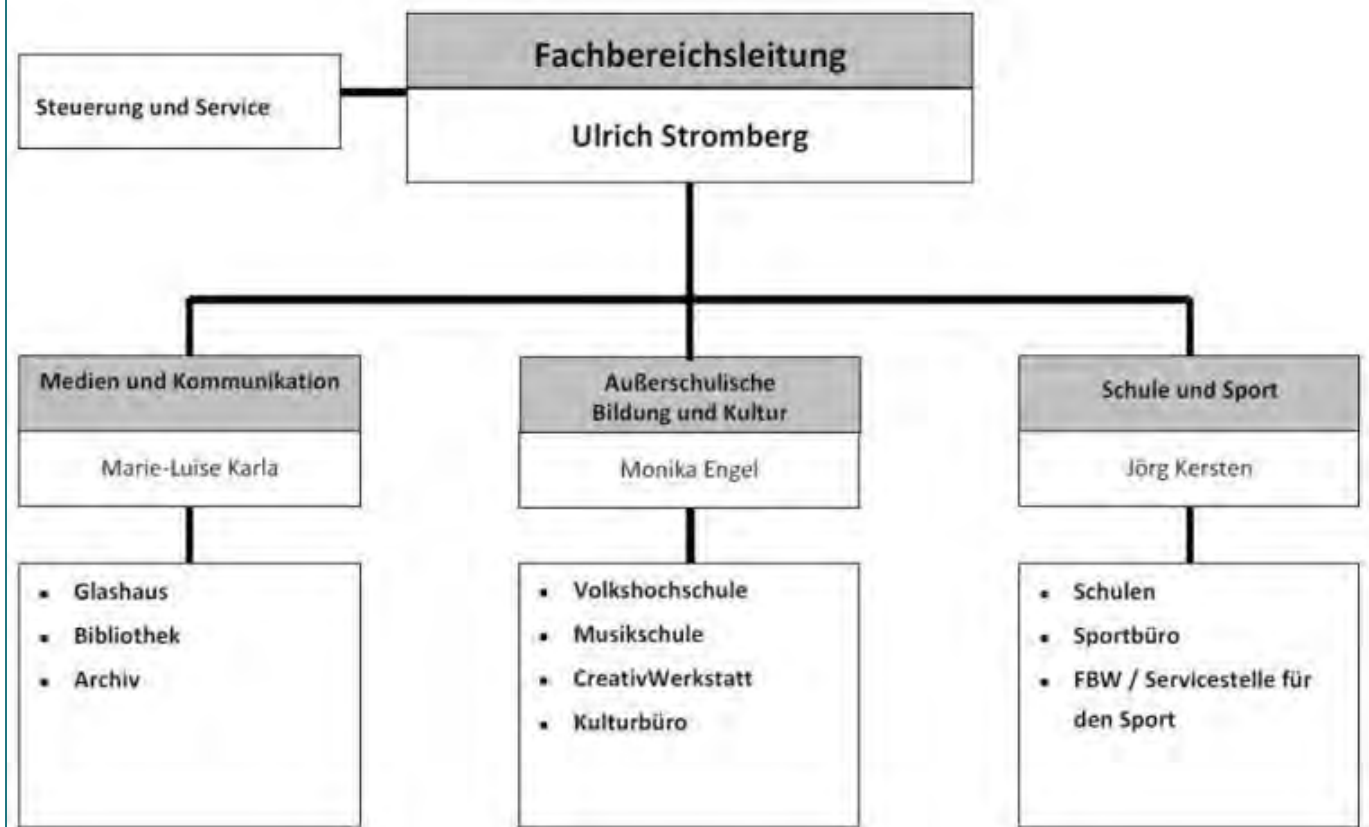 Fachbereichsleitung
Steuerung und Service
Ulrich Stromberg
Medien und Kommunikation
Marie-Luise Karla
▪ Glashaus
▪ Bibliothek
▪ Archiv
Außerschulische
Bildung und Kultur
Monika Engel
▪ Volkshochschule
▪ Musikschule
▪ CreativWerkstatt
▪ Kulturbüro
Schule und Sport
Jörg Kersten
▪ Schulen
▪ Sportbüro
▪ FBW / Servicestelle für
den Sport